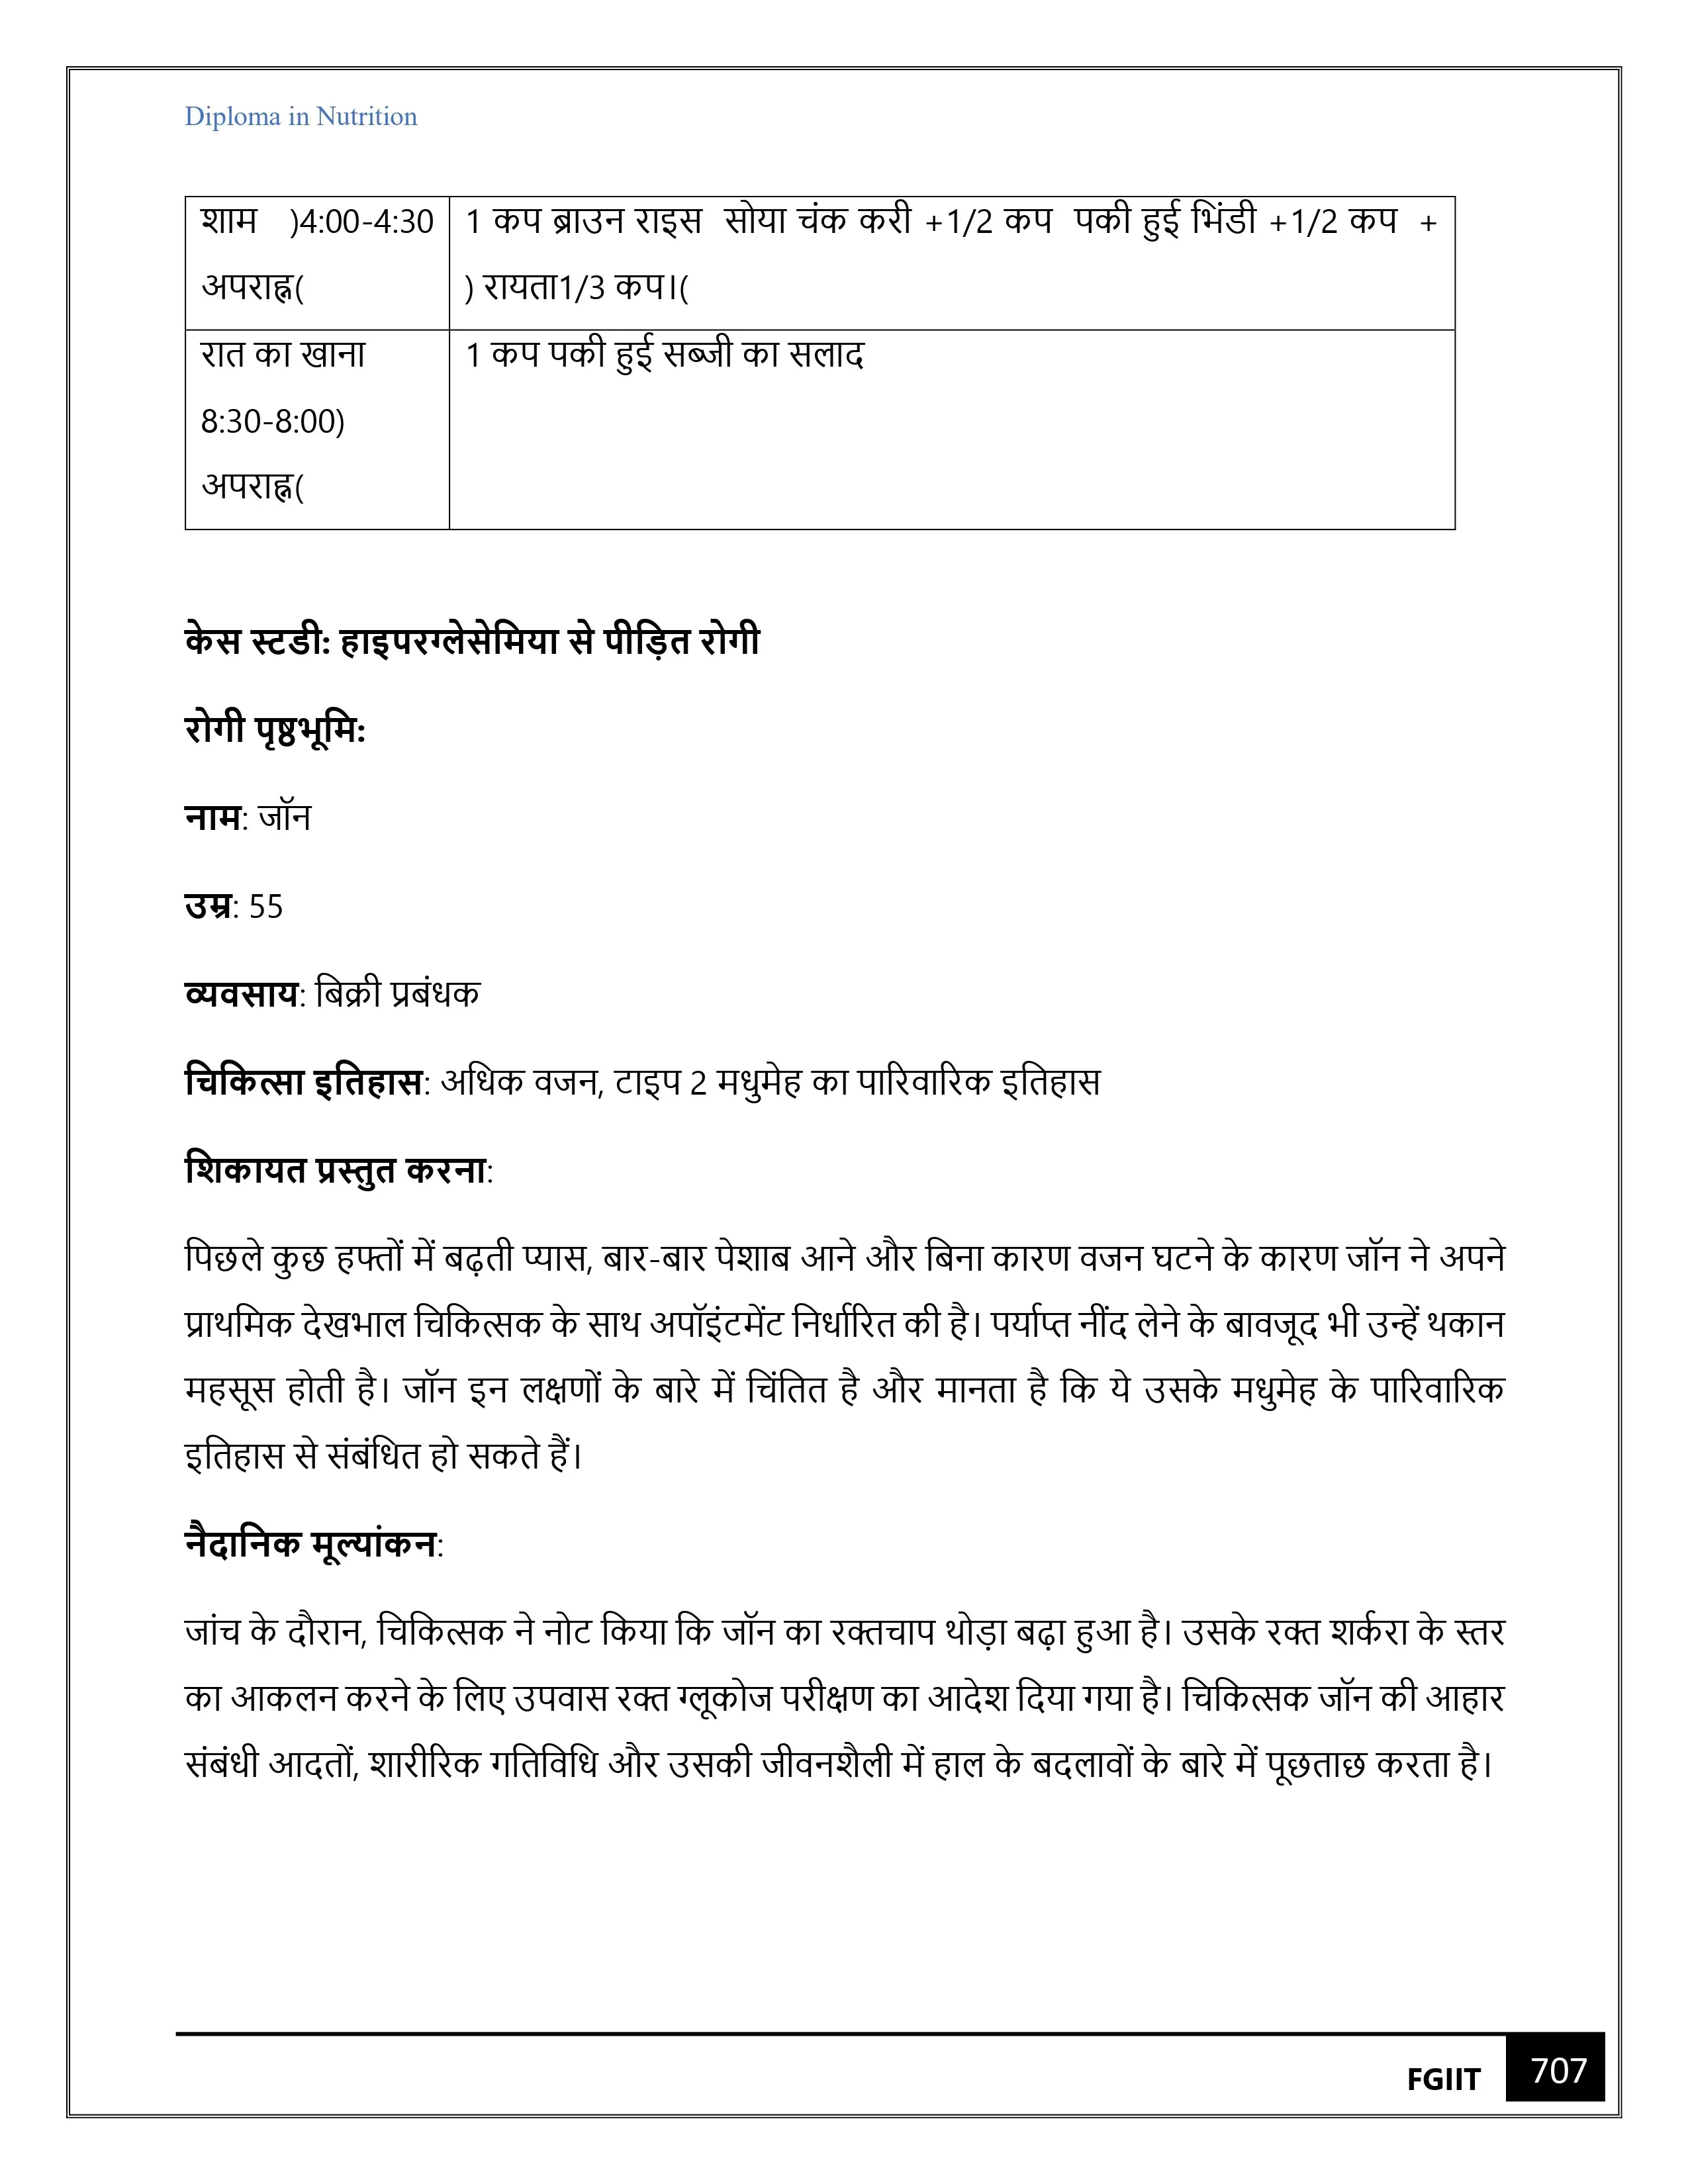 Diploma in Nutrition
शाम )4:00-4:30
अपराह्न(
1 कप ब्राउन राइस सोया चंक करी +1/2 कप पकी हुई भिंडी +1/2 कप +
) रायता1/3 कप।(
रात का खाना
8:30-8:00)
अपराह्न(
1 कप पकी हुई सब्जी का सलाद
केस स्टडी: हाइपरग्लेसेमिया से पीड़ित रोगी
रोगी पृष्ठभूमि:
नाम: जॉन
उम्र: 55
व्यवसाय: बिक्री प्रबंधक
चिकित्सा इतिहास: अधिक वजन, टाइप 2 मधुमेह का पारिवारिक इतिहास
शिकायत प्रस्तुत करना:
पिछले कुछ हफ्तों में बढ़ती प्यास, बार-बार पेशाब आने और बिना कारण वजन घटने के कारण जॉन ने अपने
प्राथमिक देखभाल चिकित्सक के साथ अपॉइंटमेंट निर्धारित की है। पर्याप्त नींद लेने के बावजूद भी उन्हें थकान
महसूस होती है। जॉन इन लक्षणों के बारे में चिंतित है और मानता है कि ये उसके मधुमेह के पारिवारिक
इतिहास से संबंधित हो सकते हैं।
नैदानिक मूल्यांकन:
जांच के दौरान, चिकित्सक ने नोट किया कि जॉन का रक्तचाप थोड़ा बढ़ा हुआ है। उसके रक्त शर्करा के स्तर
का आकलन करने के लिए उपवास रक्त ग्लूकोज परीक्षण का आदेश दिया गया है। चिकित्सक जॉन की आहार
संबंधी आदतों, शारीरिक गतिविधि और उसकी जीवनशैली में हाल के बदलावों के बारे में पूछताछ करता है।
FGIIT 707